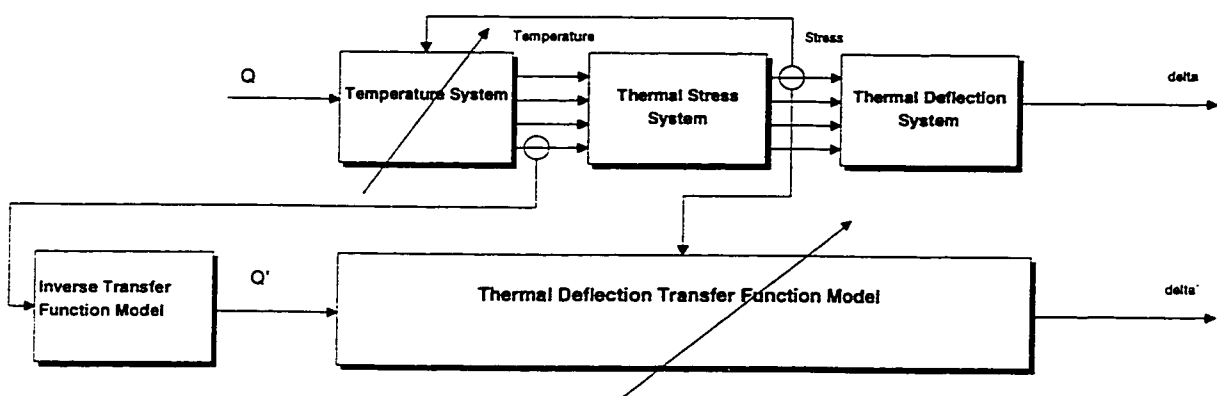 Temperature
Stress
Q
Temperature System
Thermal Stress
System
Thermal Deflection
System
delta
Inverse Transfer
Function Model
Q'
Thermal Deflection Transfer Function Model
delta'